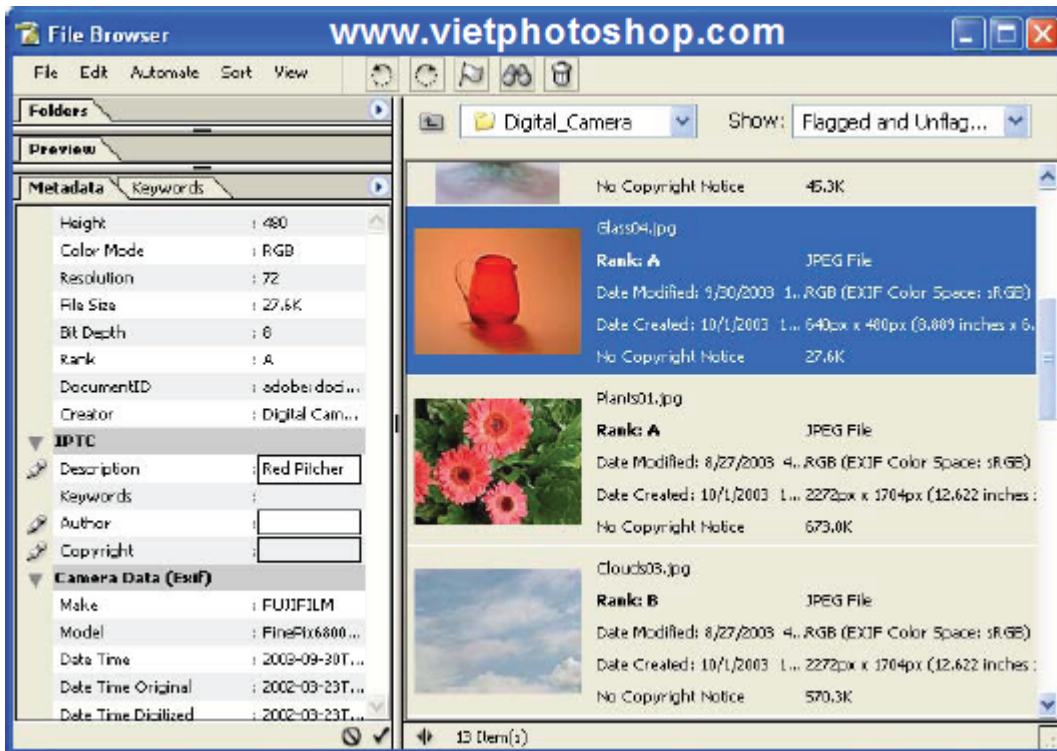 File Browser
www.vietphotoshop.com
File Edit Automate Sort View
Folders
Preview
Metadata Keywords
Height : 480
Color Mode : RGB
Resolution : 72
File Size : 27.6K
Bit Depth : 8
Rank : A
DocumentID : adobe:doci...
Creator : Digital Cam...
IPTC
Description : Red Pitcher
Keywords :
Author :
Copyright :
Camera Data (Exif)
Make : FUJIFILM
Model : FinePix6800...
Date Time : 2003-09-30T...
Date Time Original : 2002-03-23T...
Date Time Digitized : 2002-03-23T...
Digital_Camera Show: Flagged and Unflag...
No Copyright Notice 45.3K
Glass04.jpg
Rank: A JPEG File
Date Modified: 9/30/2003 1... RGB (EXIF Color Space: sRGB)
Date Created: 10/1/2003 1... 640px x 480px (8.889 inches x 6.
No Copyright Notice 27.6K
Plants01.jpg
Rank: A JPEG File
Date Modified: 8/27/2003 4... RGB (EXIF Color Space: sRGB)
Date Created: 10/1/2003 1... 2272px x 1704px (12.622 inches :
No Copyright Notice 673.0K
Clouds03.jpg
Rank: B JPEG File
Date Modified: 8/27/2003 4... RGB (EXIF Color Space: sRGB)
Date Created: 10/1/2003 1... 2272px x 1704px (12.622 inches :
No Copyright Notice 570.3K
13 Item(s)